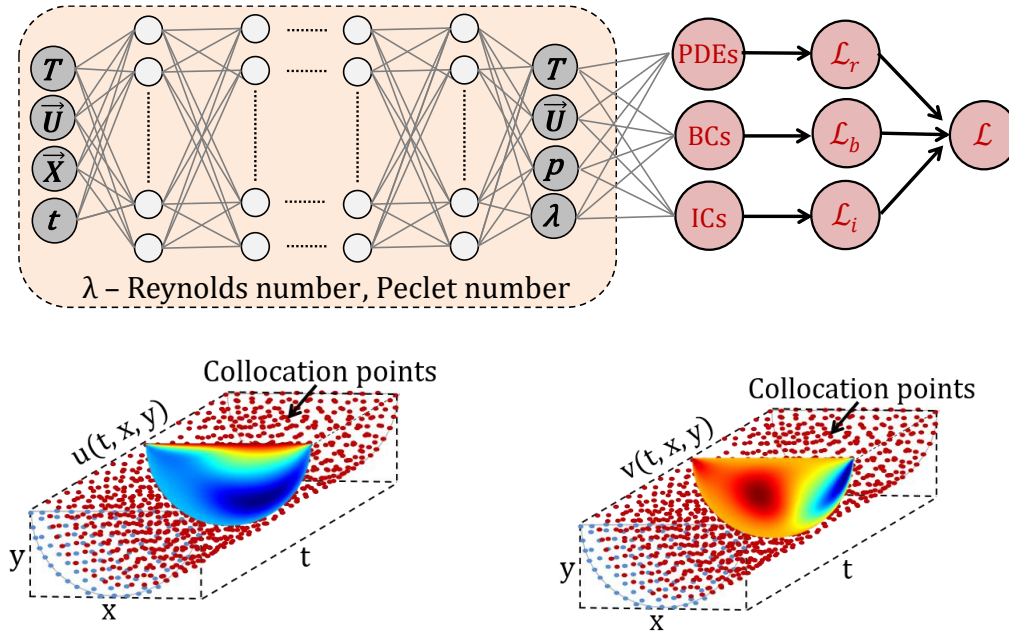 T
U⃗
X⃗
t
T
U⃗
p
λ
PDEs
BCs
ICs
ℒr
ℒb
ℒi
ℒ
λ – Reynolds number, Peclet number
Collocation points
u(t, x, y)
y
x
t
Collocation points
v(t, x, y)
y
x
t